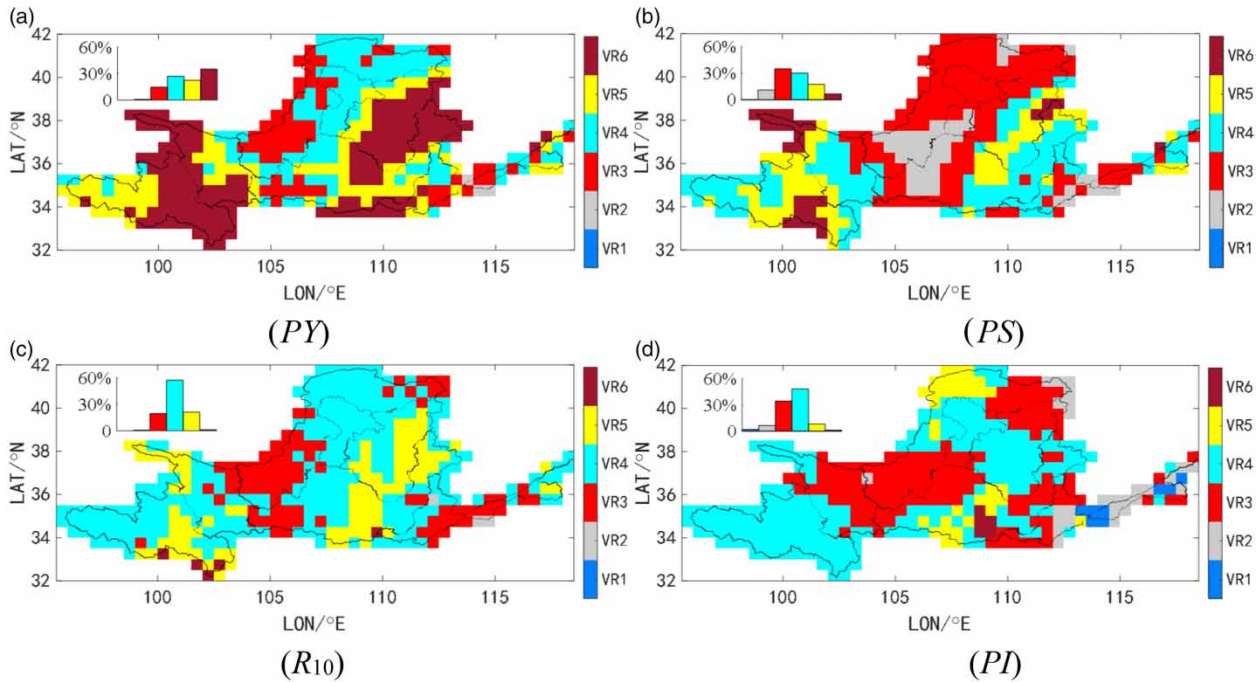 (a)
60%
30%
0
42
40
38
36
34
32
LAT/°N
100 105 110 115
LON/°E
VR6
VR5
VR4
VR3
VR2
VR1
(PY)
(b)
60%
30%
0
42
40
38
36
34
32
LAT/°N
100 105 110 115
LON/°E
VR6
VR5
VR4
VR3
VR2
VR1
(PS)
(c)
60%
30%
0
42
40
38
36
34
32
LAT/°N
100 105 110 115
LON/°E
VR6
VR5
VR4
VR3
VR2
VR1
(R10)
(d)
60%
30%
0
42
40
38
36
34
32
LAT/°N
100 105 110 115
LON/°E
VR6
VR5
VR4
VR3
VR2
VR1
(PI)